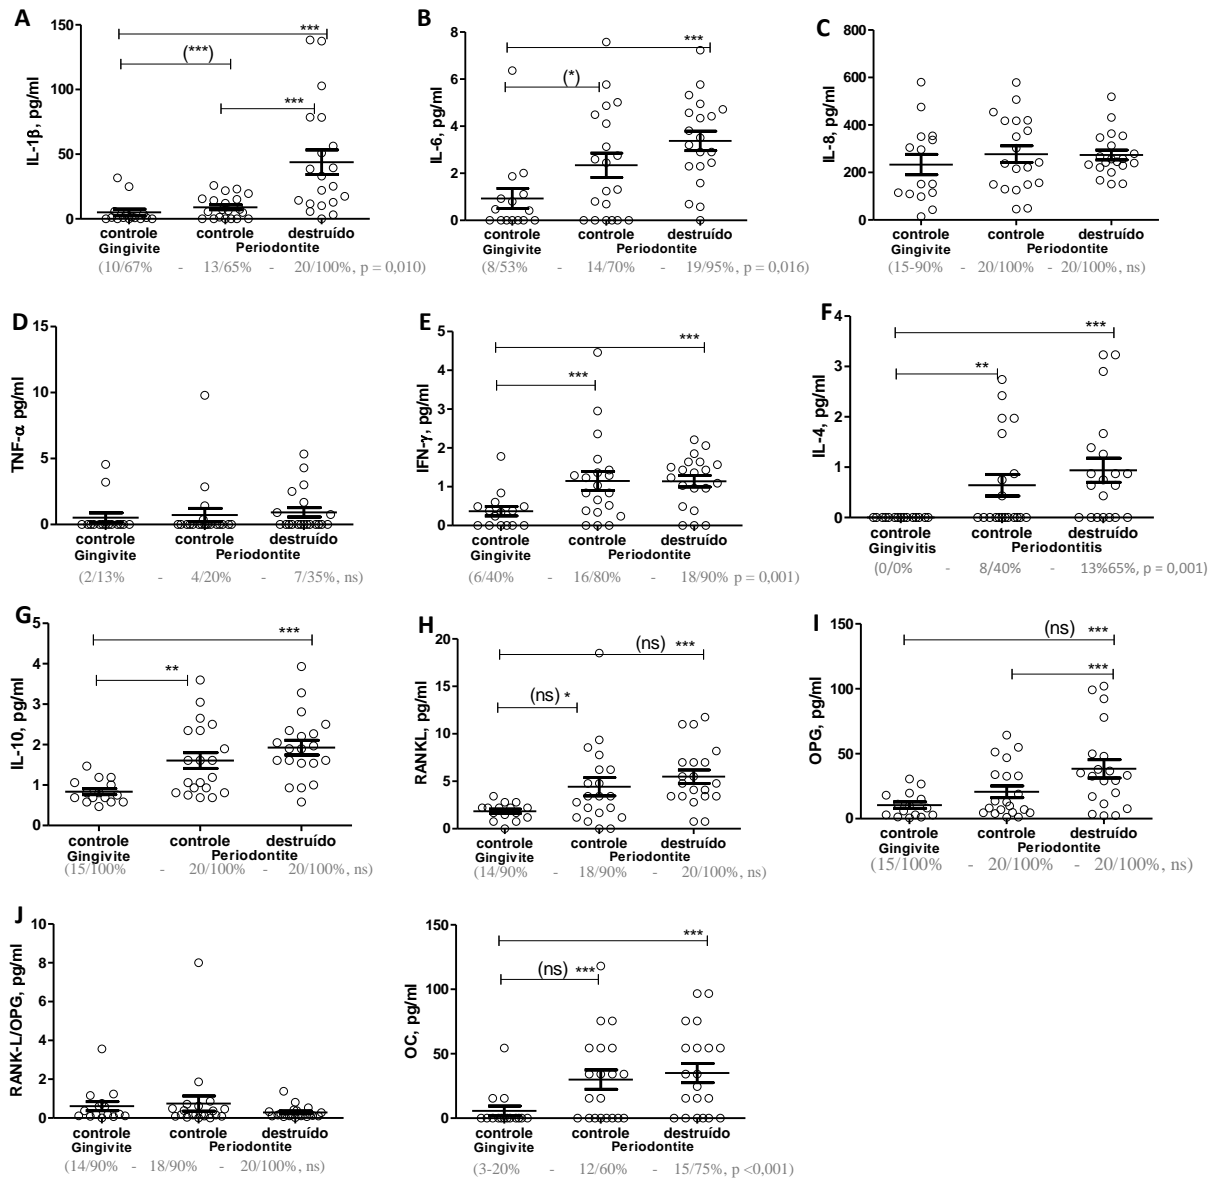 A
IL-1β, pg/ml
150
100
50
0
***
(***)
***
controle controle destruído
Gingivite Periodontite
(10/67% - 13/65% - 20/100%, p = 0,010)
B
IL-6, pg/ml
8
6
4
2
0
***
(*)
controle controle destruído
Gingivite Periodontite
(8/53% - 14/70% - 19/95%, p = 0,016)
C
IL-8, pg/ml
800
600
400
200
0
controle controle destruído
Gingivite Periodontite
(15-90% - 20/100% - 20/100%, ns)
D
TNF-α pg/ml
15
10
5
0
controle controle destruído
Gingivite Periodontite
(2/13% - 4/20% - 7/35%, ns)
E
IFN-γ, pg/ml
5
4
3
2
1
0
***
***
controle controle destruído
Gingivite Periodontite
(6/40% - 16/80% - 18/90% p = 0,001)
F
IL-4, pg/ml
4
3
2
1
0
***
**
controle controle destruído
Gingivitis Periodontitis
(0/0% - 8/40% - 13%65%, p = 0,001)
G
IL-10, pg/ml
5
4
3
2
1
0
***
**
controle controle destruído
Gingivite Periodontite
(15/100% - 20/100% - 20/100%, ns)
H
RANKL, pg/ml
20
15
10
5
0
(ns) ***
(ns) *
controle controle destruído
Gingivite Periodontite
(14/90% - 18/90% - 20/100%, ns)
I
OPG, pg/ml
150
100
50
0
(ns) ***
***
controle controle destruído
Gingivite Periodontite
(15/100% - 20/100% - 20/100%, ns)
J
RANK-L/OPG, pg/ml
10
8
6
4
2
0
controle controle destruído
Gingivite Periodontite
(14/90% - 18/90% - 20/100%, ns)
OC, pg/ml
150
100
50
0
***
(ns) ***
controle controle destruído
Gingivite Periodontite
(3-20% - 12/60% - 15/75%, p <0,001)